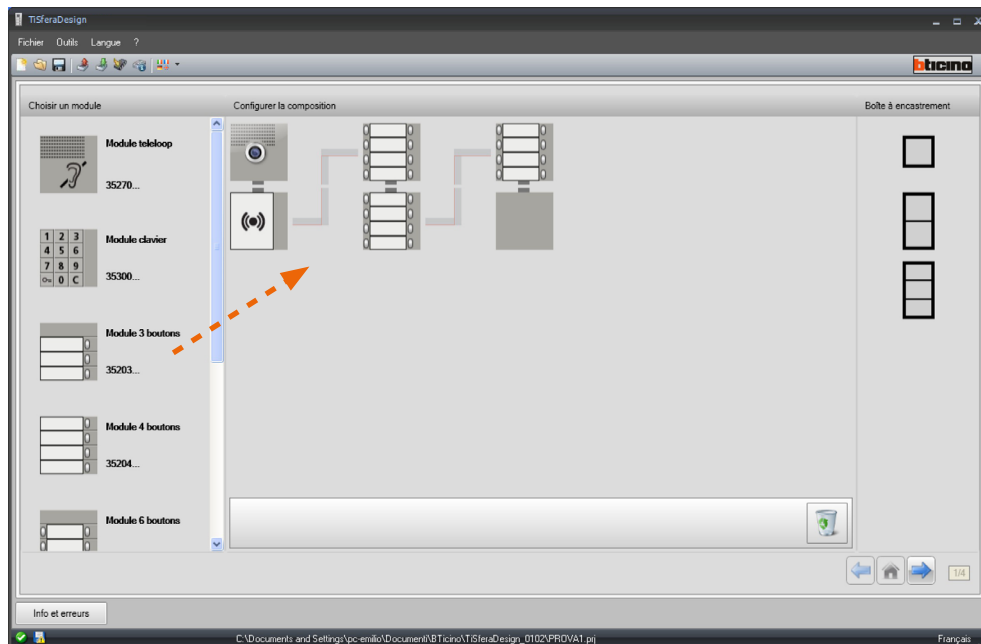 TiSferaDesign
Fichier Outils Langue ?
bticino
Choisir un module
Configurer la composition
Boîte à encastrement
Module teleloop
35270...
1 2 3
4 5 6
7 8 9
0 C
Module clavier
35300...
Module 3 boutons
35203...
Module 4 boutons
35204...
Module 6 boutons
1/4
Info et erreurs
C:\Documents and Settings\pc-emilio\Documenti\BTicino\TiSferaDesign_0102\PROVA1.prj
Français